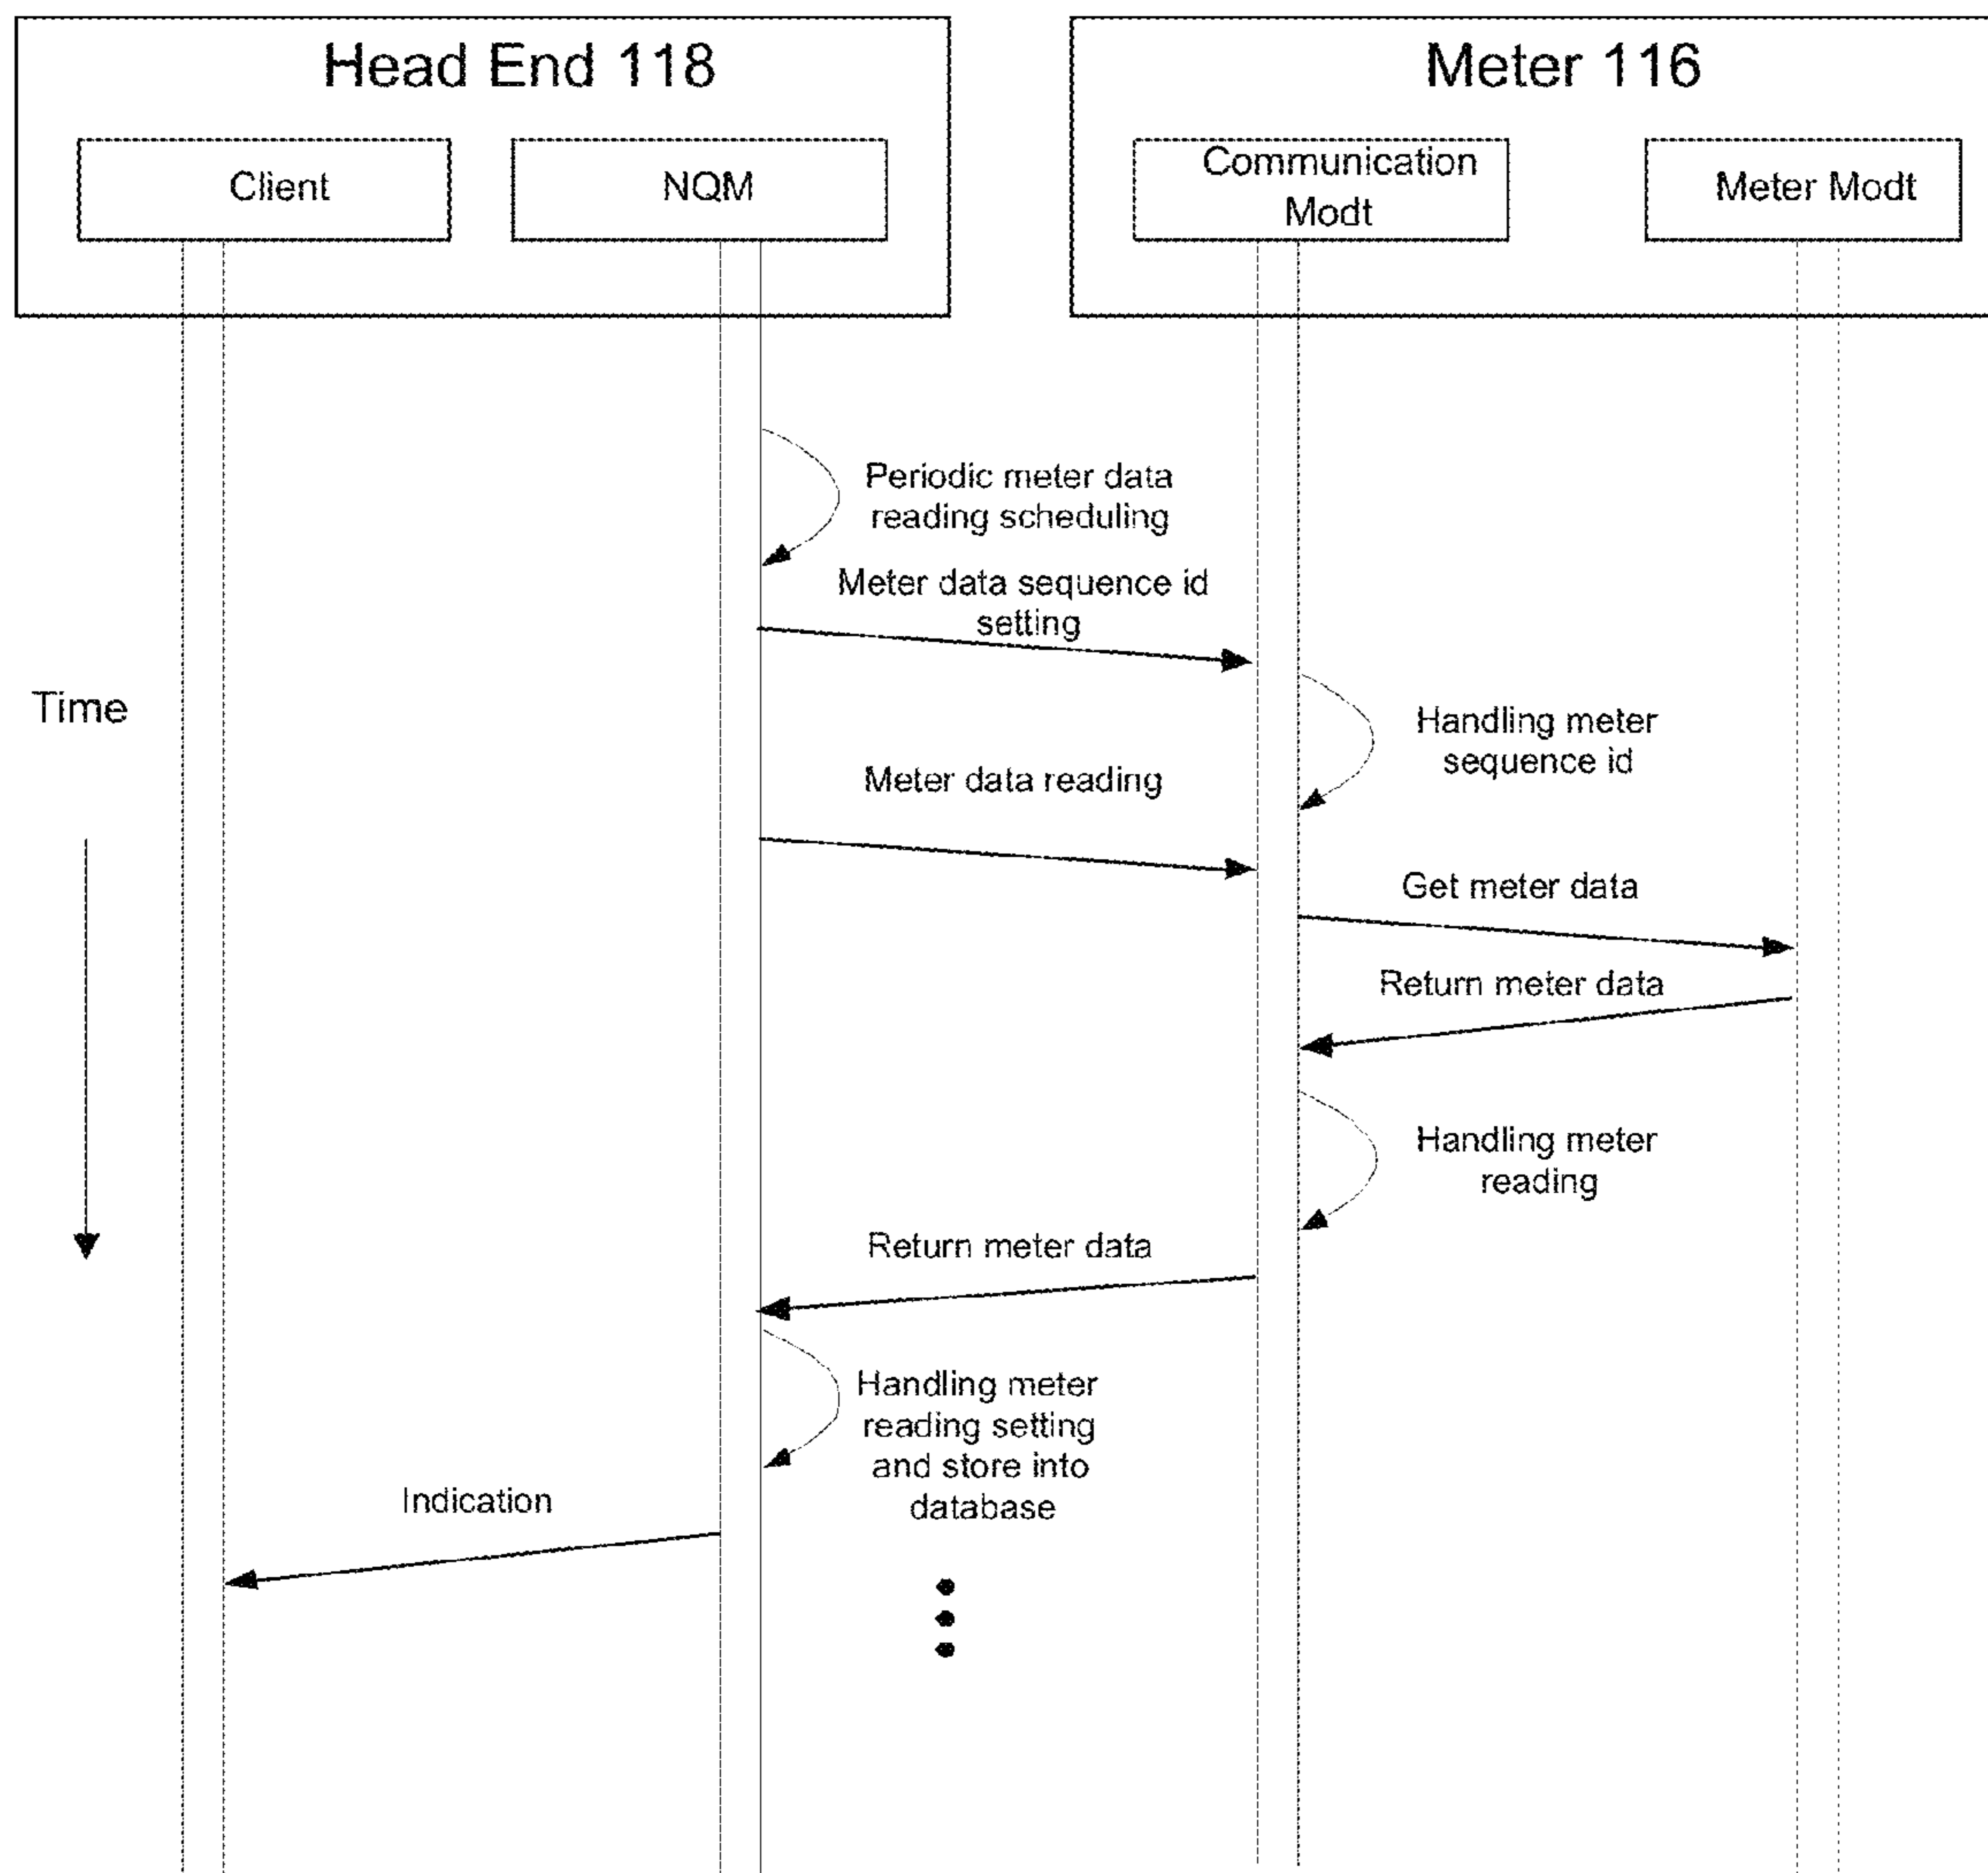 Head End 118
Meter 116
Client
NQM
Communication
Modt
Meter Modt
Periodic meter data
reading scheduling
Meter data sequence id
setting
Time
Handling meter
sequence id
Meter data reading
Get meter data
Return meter data
Handling meter
reading
Return meter data
Handling meter
reading setting
and store into
database
Indication